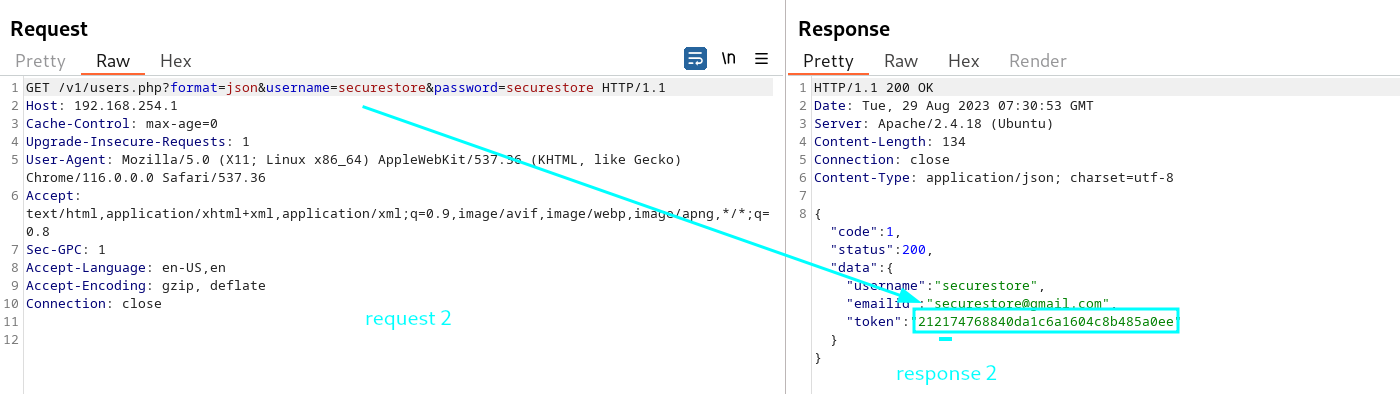 Request
Pretty Raw Hex \n
1 GET /v1/users.php?format=json&username=securestore&password=securestore HTTP/1.1
2 Host: 192.168.254.1
3 Cache-Control: max-age=0
4 Upgrade-Insecure-Requests: 1
5 User-Agent: Mozilla/5.0 (X11; Linux x86_64) AppleWebKit/537.36 (KHTML, like Gecko)
Chrome/116.0.0.0 Safari/537.36
6 Accept:
text/html,application/xhtml+xml,application/xml;q=0.9,image/avif,image/webp,image/apng,*/*;q=
0.8
7 Sec-GPC: 1
8 Accept-Language: en-US,en
9 Accept-Encoding: gzip, deflate
10 Connection: close
11
12
request 2
Response
Pretty Raw Hex Render
1 HTTP/1.1 200 OK
2 Date: Tue, 29 Aug 2023 07:30:53 GMT
3 Server: Apache/2.4.18 (Ubuntu)
4 Content-Length: 134
5 Connection: close
6 Content-Type: application/json; charset=utf-8
7
8 {
"code":1,
"status":200,
"data":{
"username":"securestore",
"emailid":"securestore@gmail.com",
"token":"212174768840da1c6a1604c8b485a0ee"
}
}
response 2